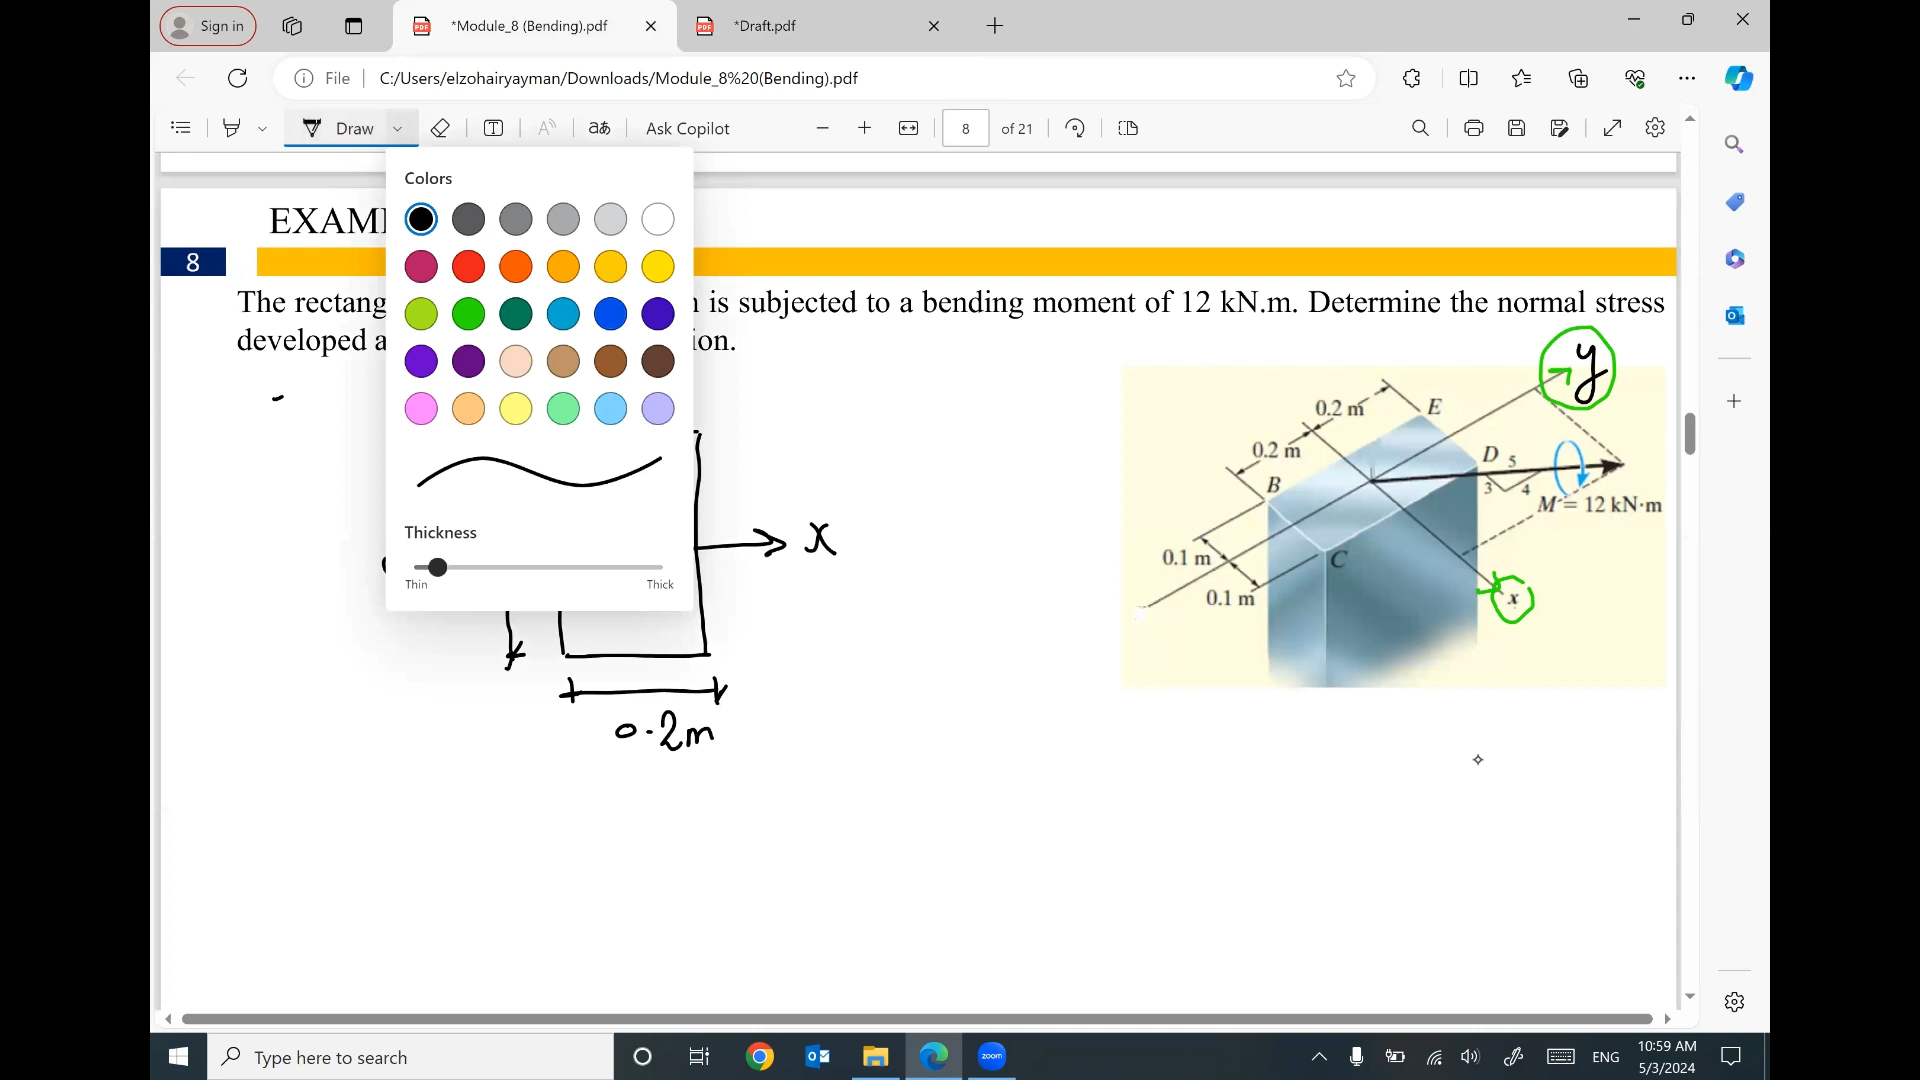 Sign in
*Module_8 (Bending).pdf
*Draft.pdf
File
C:/Users/elzohairyayman/Downloads/Module_8%20(Bending).pdf
Draw
aあ
Ask Copilot
8
of 21
Colors
Thickness
Thin
Thick
EXAM
8
The rectang
is subjected to a bending moment of 12 kN.m. Determine the normal stress
developed a
ion.
y
0.2 m
E
0.2 m
D
5
B
3
4
M = 12 kN·m
0.1 m
C
0.1 m
x
x
0.2m
Type here to search
zoom
ENG
10:59 AM
5/3/2024